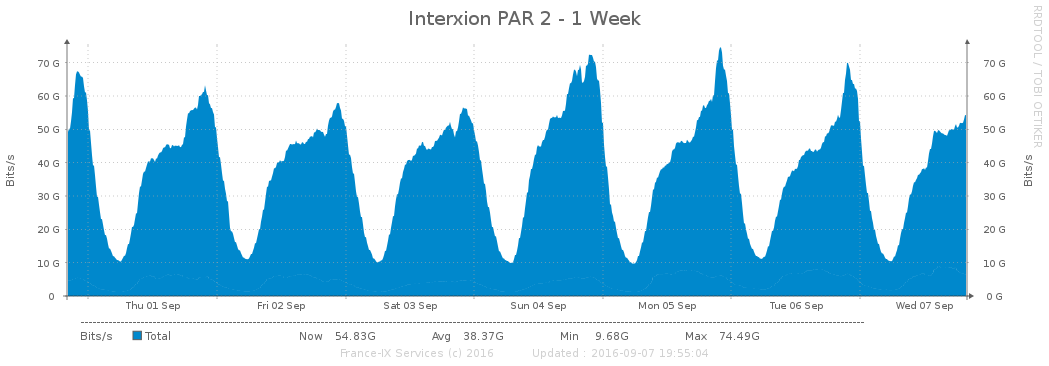 Interxion PAR 2 - 1 Week
RRDTOOL / TOBI OETIKER
Bits/s
70 G
60 G
50 G
40 G
30 G
20 G
10 G
0
70 G
60 G
50 G
40 G
30 G
20 G
10 G
0 G
Bits/s
Thu 01 Sep Fri 02 Sep Sat 03 Sep Sun 04 Sep Mon 05 Sep Tue 06 Sep Wed 07 Sep
Bits/s Total Now 54.83G Avg 38.37G Min 9.68G Max 74.49G
France-IX Services (c) 2016 Updated : 2016-09-07 19:55:04